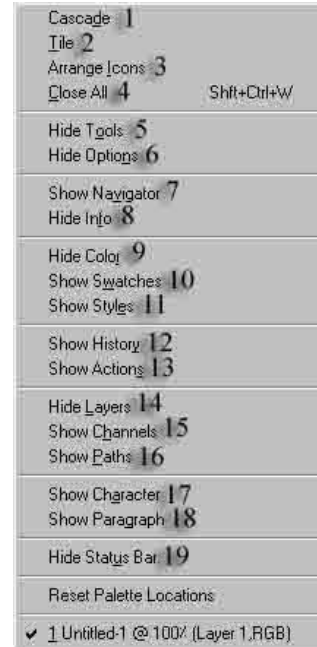 Cascade 1
Tile 2
Arrange Icons 3
Close All 4 Shft+Ctrl+W
Hide Tools 5
Hide Options 6
Show Navigator 7
Hide Info 8
Hide Color 9
Show Swatches 10
Show Styles 11
Show History 12
Show Actions 13
Hide Layers 14
Show Channels 15
Show Paths 16
Show Character 17
Show Paragraph 18
Hide Status Bar 19
Reset Palette Locations
✔ 1 Untitled-1 @ 100% (Layer 1,RGB)